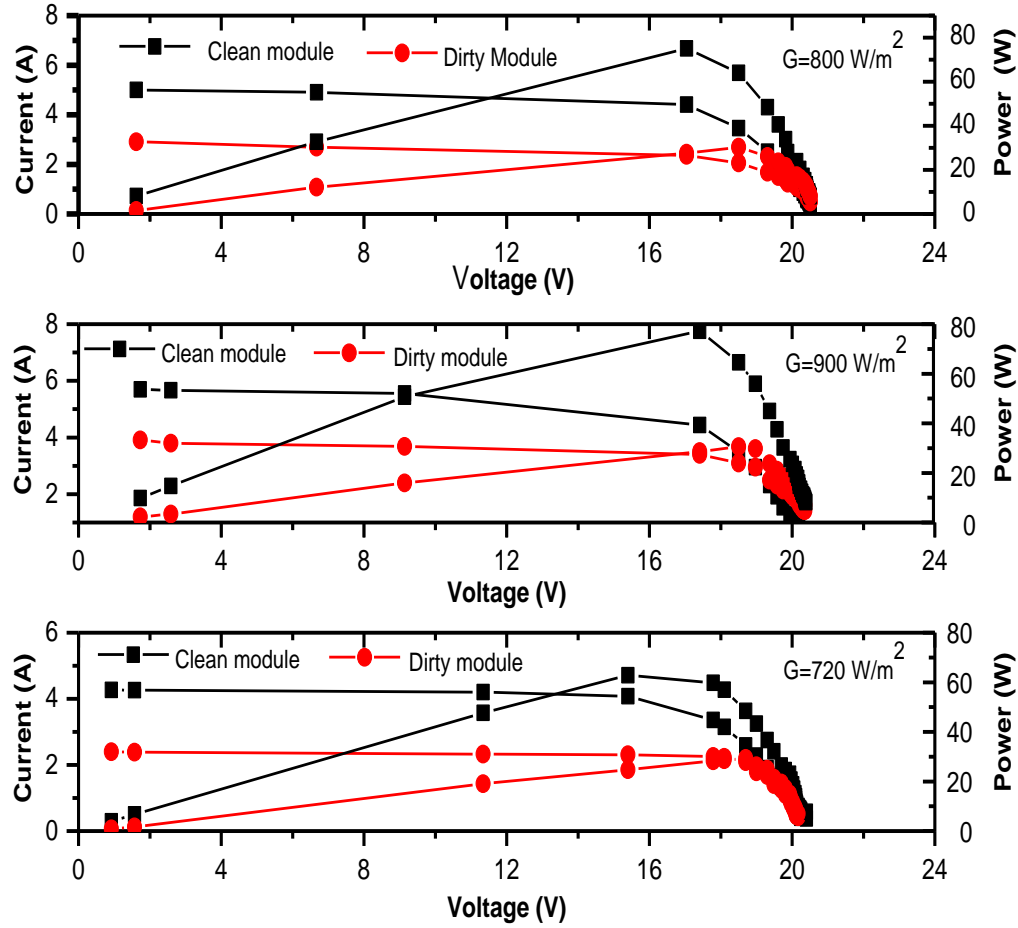 8
6
4
2
0
Current (A)
Clean module
Dirty Module
G=800 W/m2
80
60
40
20
0
Power (W)
0 4 8 12 16 20 24
Voltage (V)
8
6
4
2
Current (A)
Clean module
Dirty module
G=900 W/m2
80
60
40
20
0
Power (W)
0 4 8 12 16 20 24
Voltage (V)
6
4
2
0
Current (A)
Clean module
Dirty module
G=720 W/m2
80
60
40
20
0
Power (W)
0 4 8 12 16 20 24
Voltage (V)